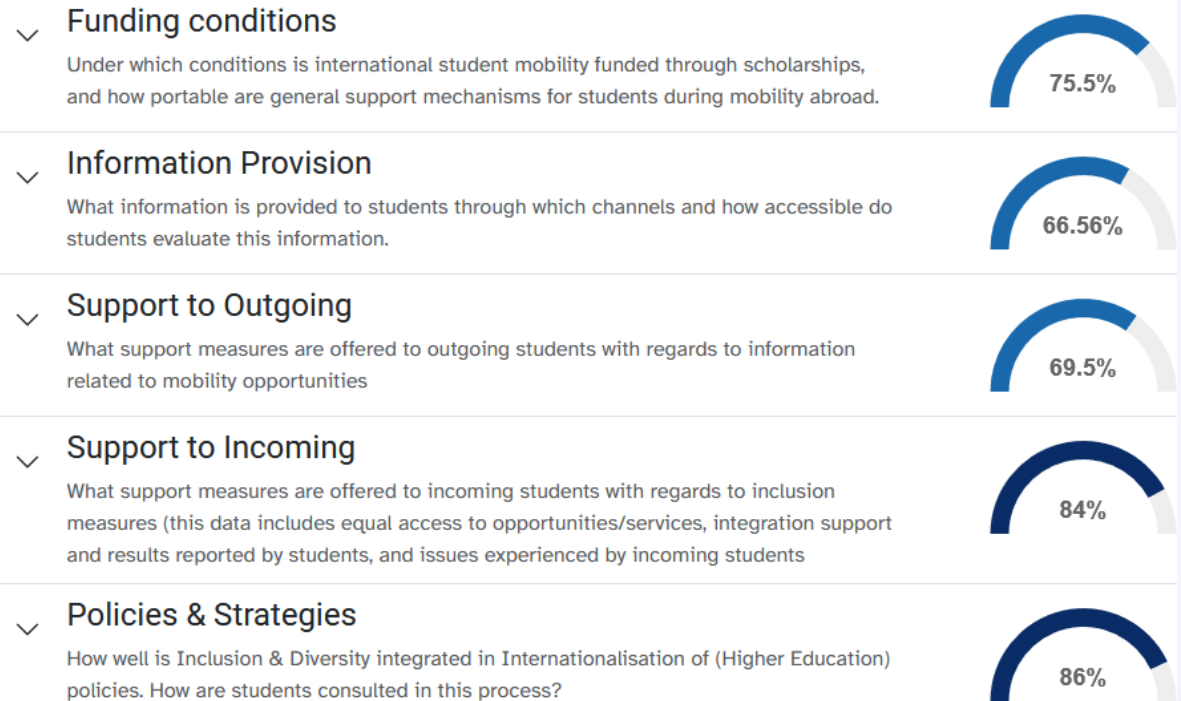 Funding conditions
Under which conditions is international student mobility funded through scholarships,
and how portable are general support mechanisms for students during mobility abroad.
75.5%
Information Provision
What information is provided to students through which channels and how accessible do
students evaluate this information.
66.56%
Support to Outgoing
What support measures are offered to outgoing students with regards to information
related to mobility opportunities
69.5%
Support to Incoming
What support measures are offered to incoming students with regards to inclusion
measures (this data includes equal access to opportunities/services, integration support
and results reported by students, and issues experienced by incoming students
84%
Policies & Strategies
How well is Inclusion & Diversity integrated in Internationalisation of (Higher Education)
policies. How are students consulted in this process?
86%